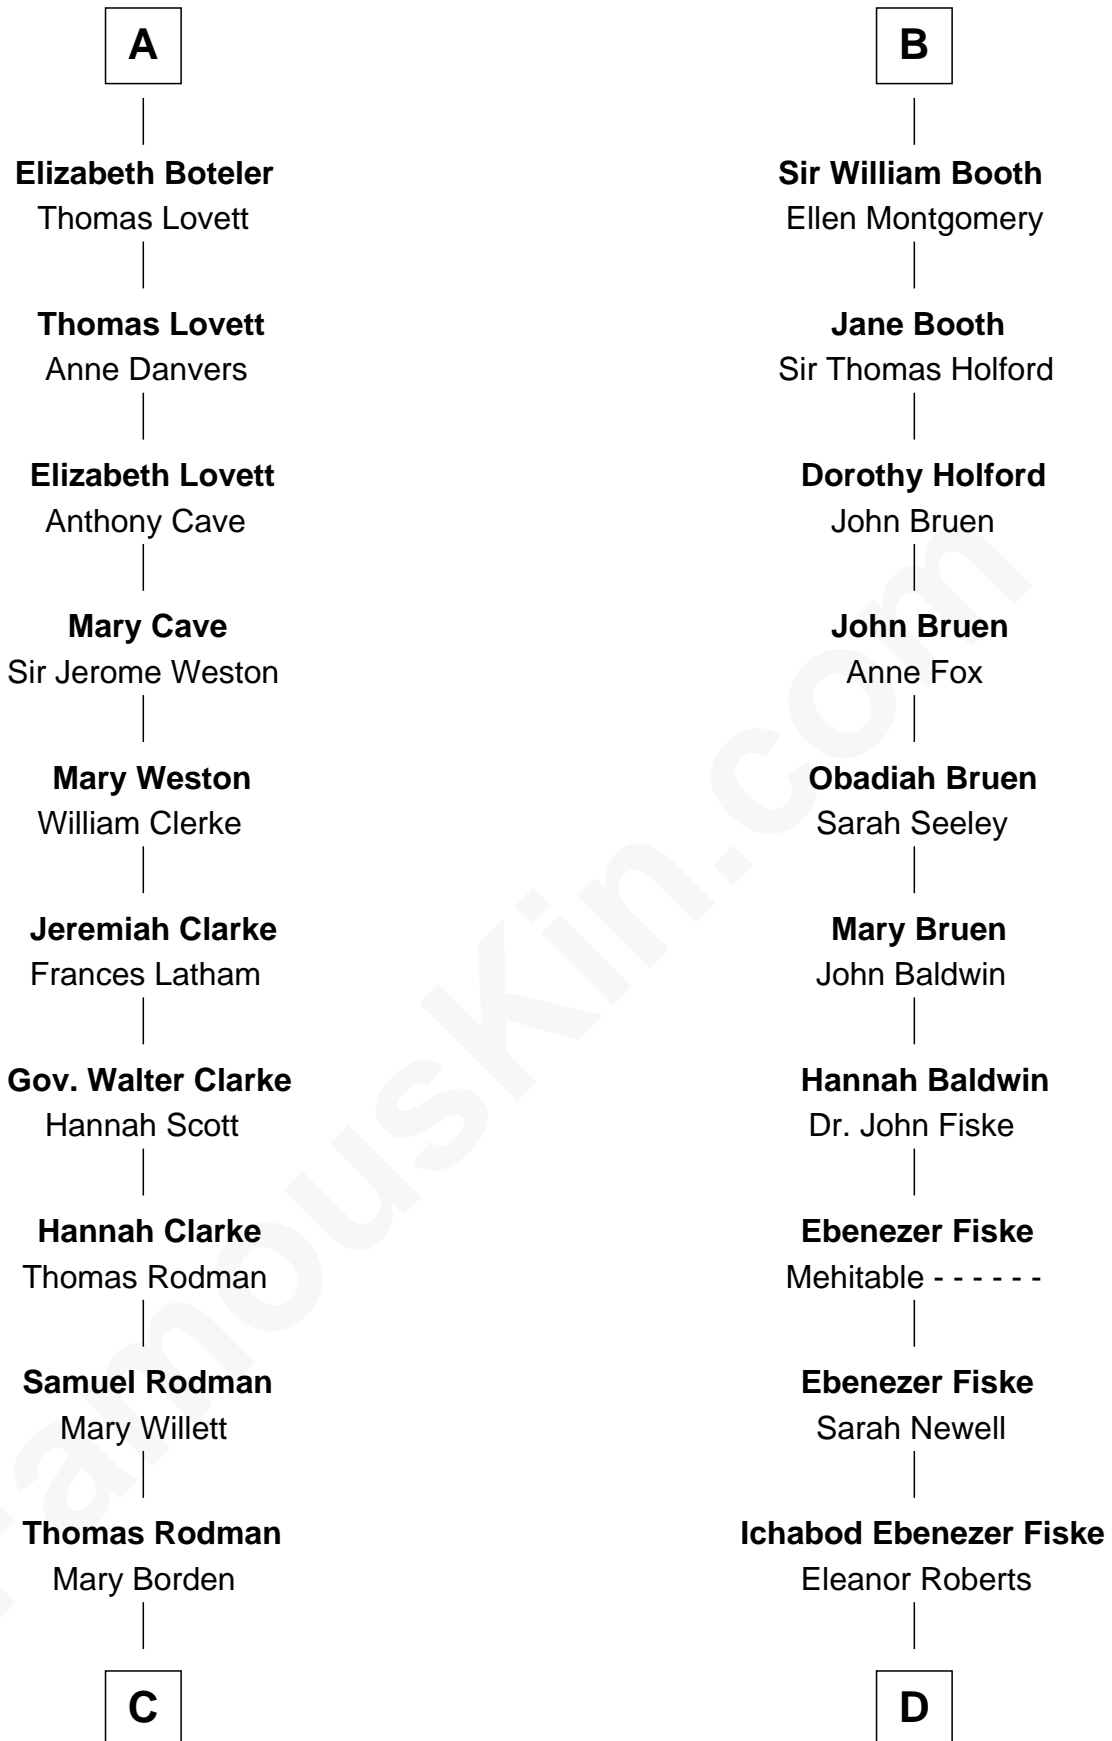 A
Elizabeth Boteler
Thomas Lovett
Thomas Lovett
Anne Danvers
Elizabeth Lovett
Anthony Cave
Mary Cave
Sir Jerome Weston
Mary Weston
William Clerke
Jeremiah Clarke
Frances Latham
Gov. Walter Clarke
Hannah Scott
Hannah Clarke
Thomas Rodman
Samuel Rodman
Mary Willett
Thomas Rodman
Mary Borden
C
B
Sir William Booth
Ellen Montgomery
Jane Booth
Sir Thomas Holford
Dorothy Holford
John Bruen
John Bruen
Anne Fox
Obadiah Bruen
Sarah Seeley
Mary Bruen
John Baldwin
Hannah Baldwin
Dr. John Fiske
Ebenezer Fiske
Mehitable - - - - - -
Ebenezer Fiske
Sarah Newell
Ichabod Ebenezer Fiske
Eleanor Roberts
D
FamousKin.com